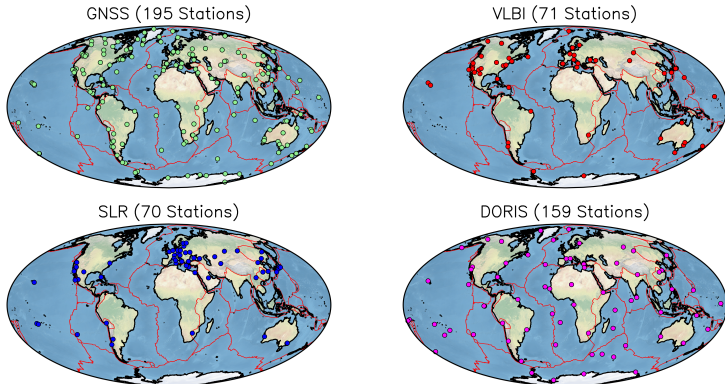 GNSS (195 Stations)
VLBI (71 Stations)
SLR (70 Stations)
DORIS (159 Stations)